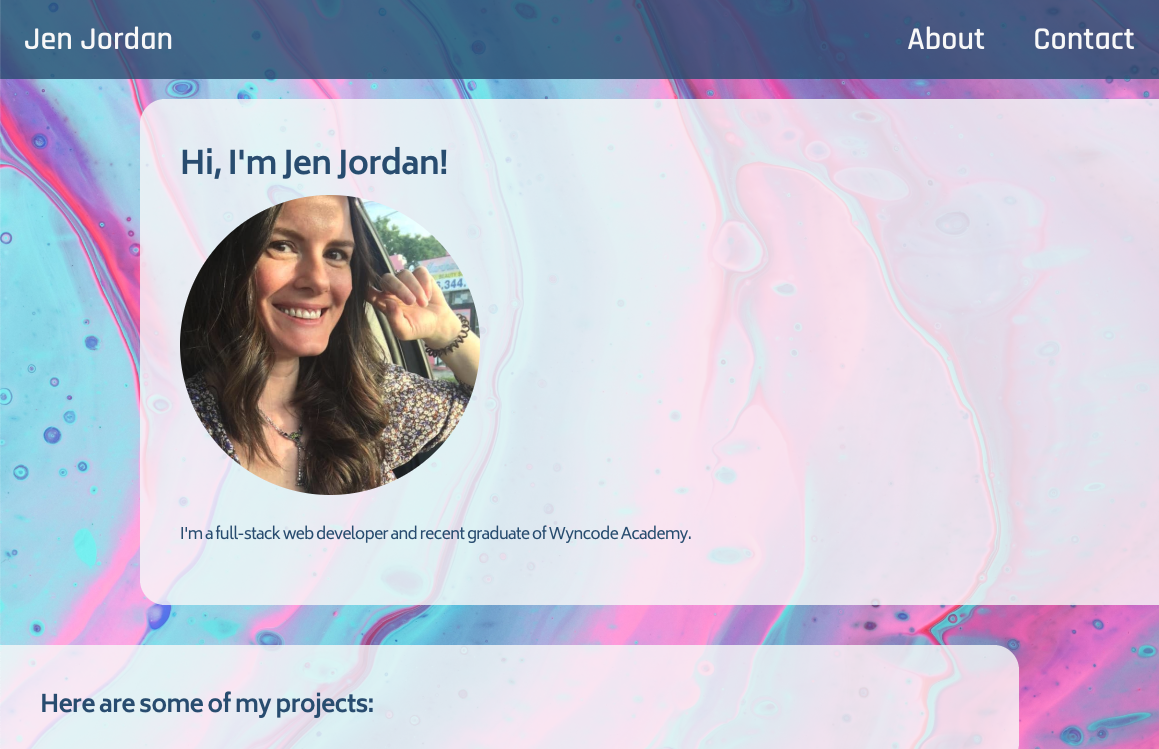 Jen Jordan
About
Contact
Hi, I'm Jen Jordan!
I'm a full-stack web developer and recent graduate of Wyncode Academy.
Here are some of my projects: